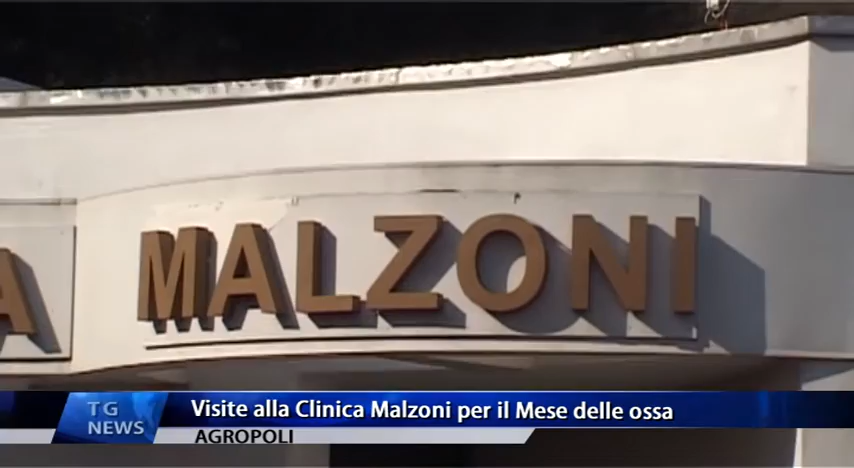 A MALZONI
TG NEWS
Visite alla Clinica Malzoni per il Mese delle ossa
AGROPOLI